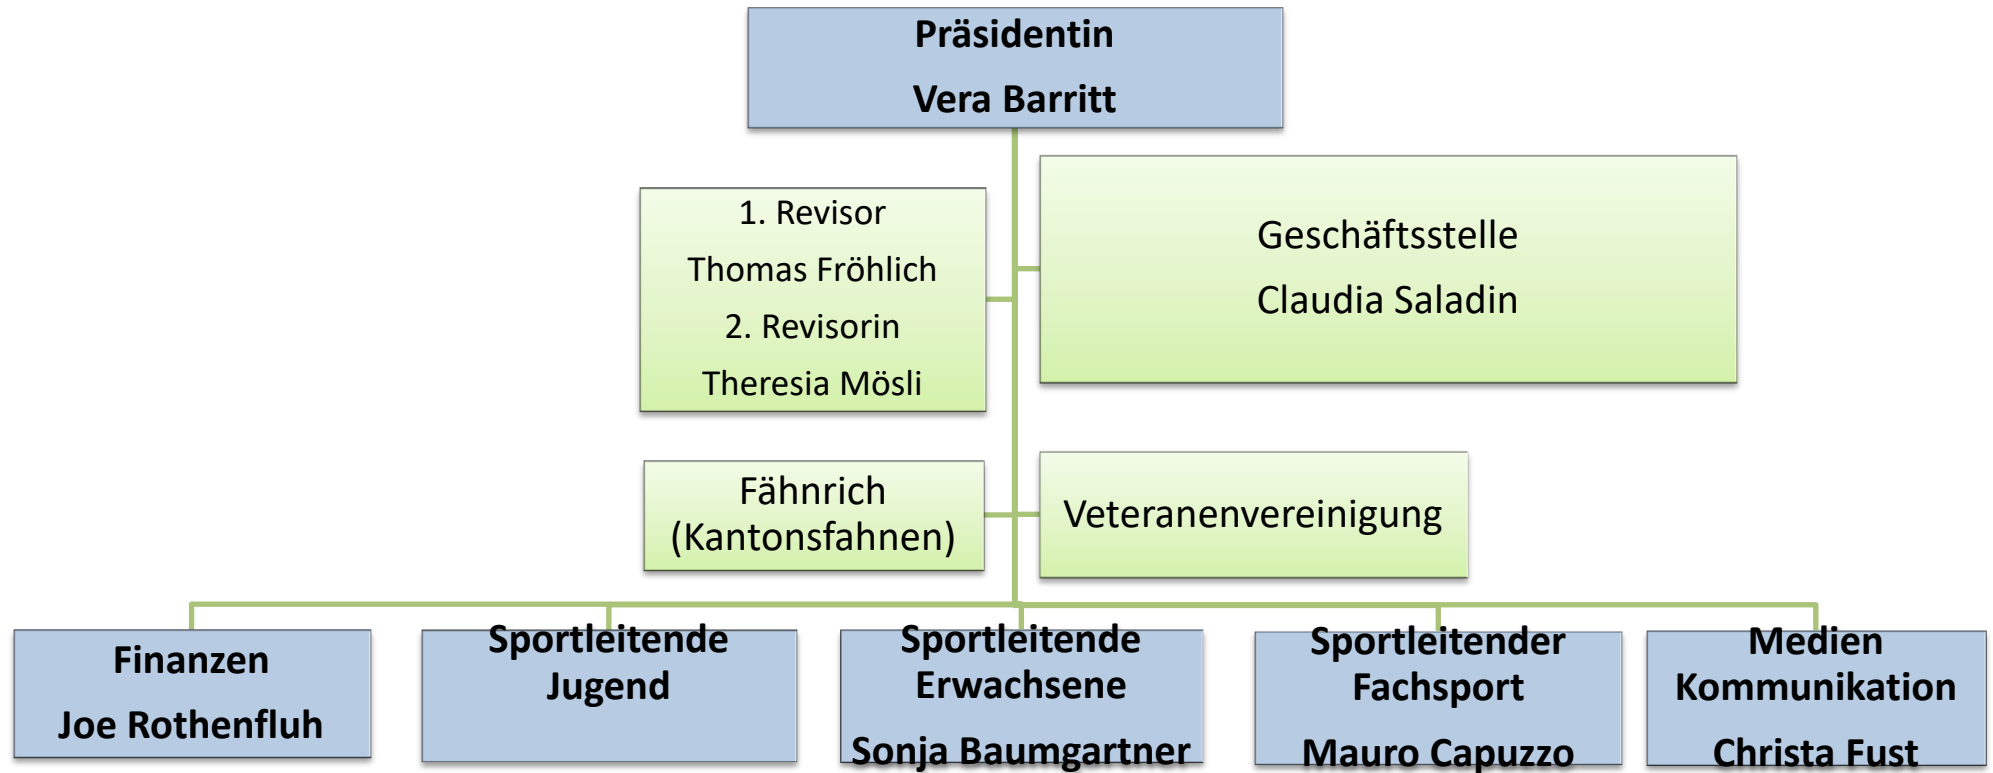 Präsidentin
Vera Barritt
1. Revisor
Thomas Fröhlich
2. Revisorin
Theresia Mösli
Geschäftsstelle
Claudia Saladin
Fähnrich
(Kantonsfahnen)
Veteranenvereinigung
Finanzen
Joe Rothenfluh
Sportleitende
Jugend
Sportleitende
Erwachsene
Sonja Baumgartner
Sportleitender
Fachsport
Mauro Capuzzo
Medien
Kommunikation
Christa Fust